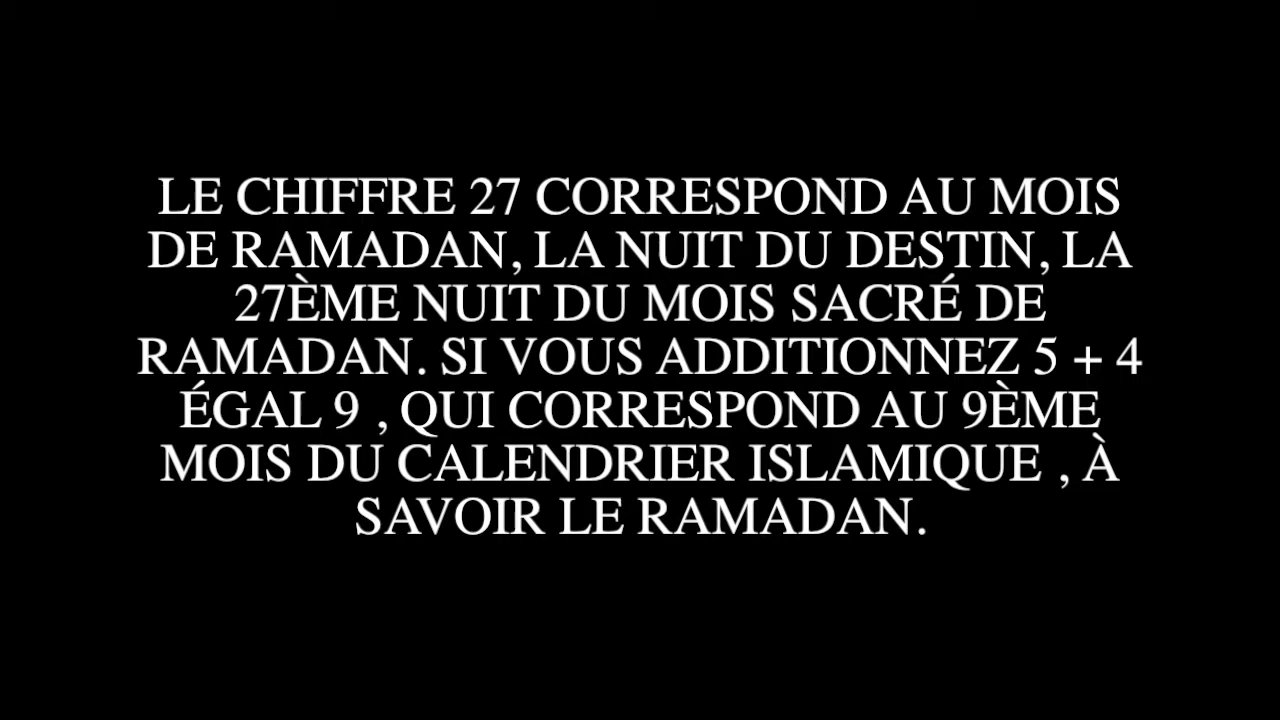 LE CHIFFRE 27 CORRESPOND AU MOIS
DE RAMADAN, LA NUIT DU DESTIN, LA
27ÈME NUIT DU MOIS SACRÉ DE
RAMADAN. SI VOUS ADDITIONNEZ 5 + 4
ÉGAL 9 , QUI CORRESPOND AU 9ÈME
MOIS DU CALENDRIER ISLAMIQUE , À
SAVOIR LE RAMADAN.